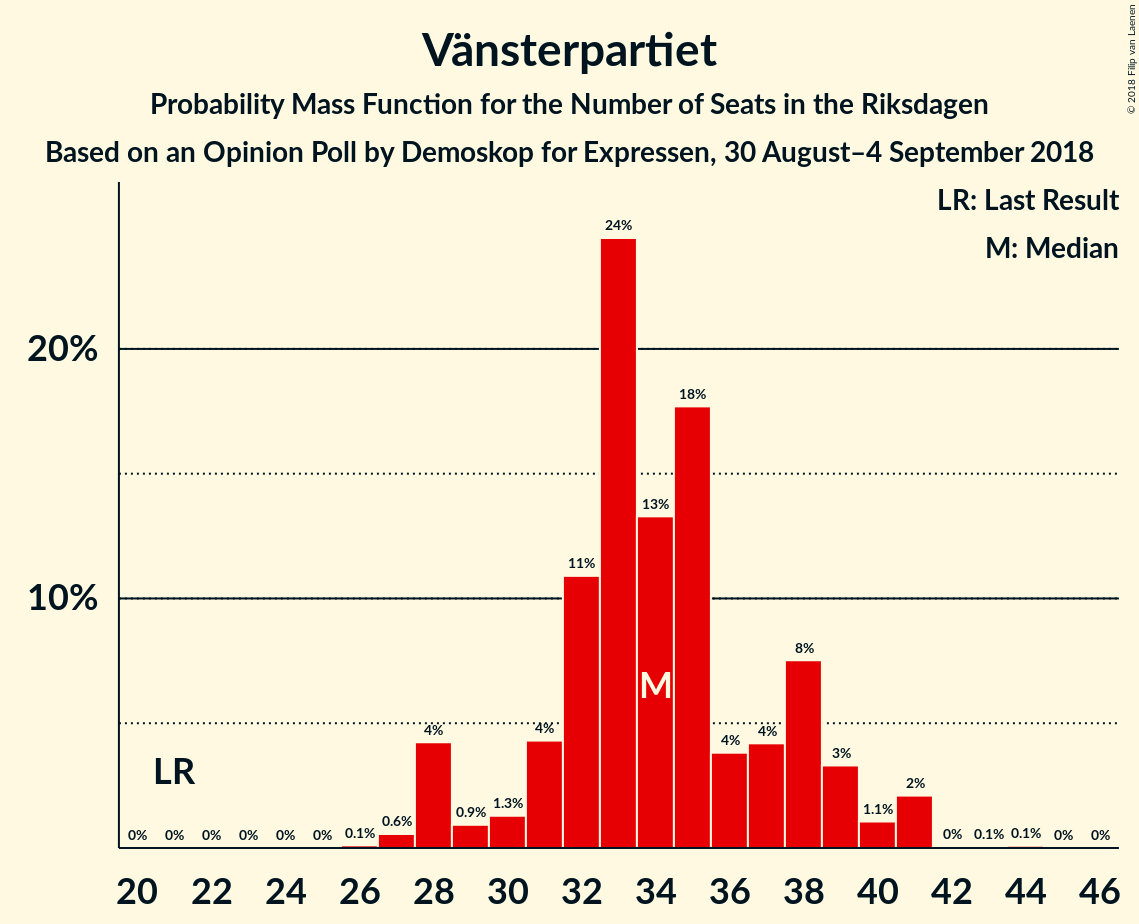 Vänsterpartiet
Probability Mass Function for the Number of Seats in the Riksdagen
Based on an Opinion Poll by Demoskop for Expressen, 30 August–4 September 2018
© 2018 Filip van Laenen
LR: Last Result
M: Median
20%
10%
0% 0% 0% 0% 0% 0% 0.1% 0.6% 4% 0.9% 1.3% 4% 11% 24% 13% 18% 4% 4% 8% 3% 1.1% 2% 0% 0.1% 0.1% 0% 0%
LR
M
20 22 24 26 28 30 32 34 36 38 40 42 44 46